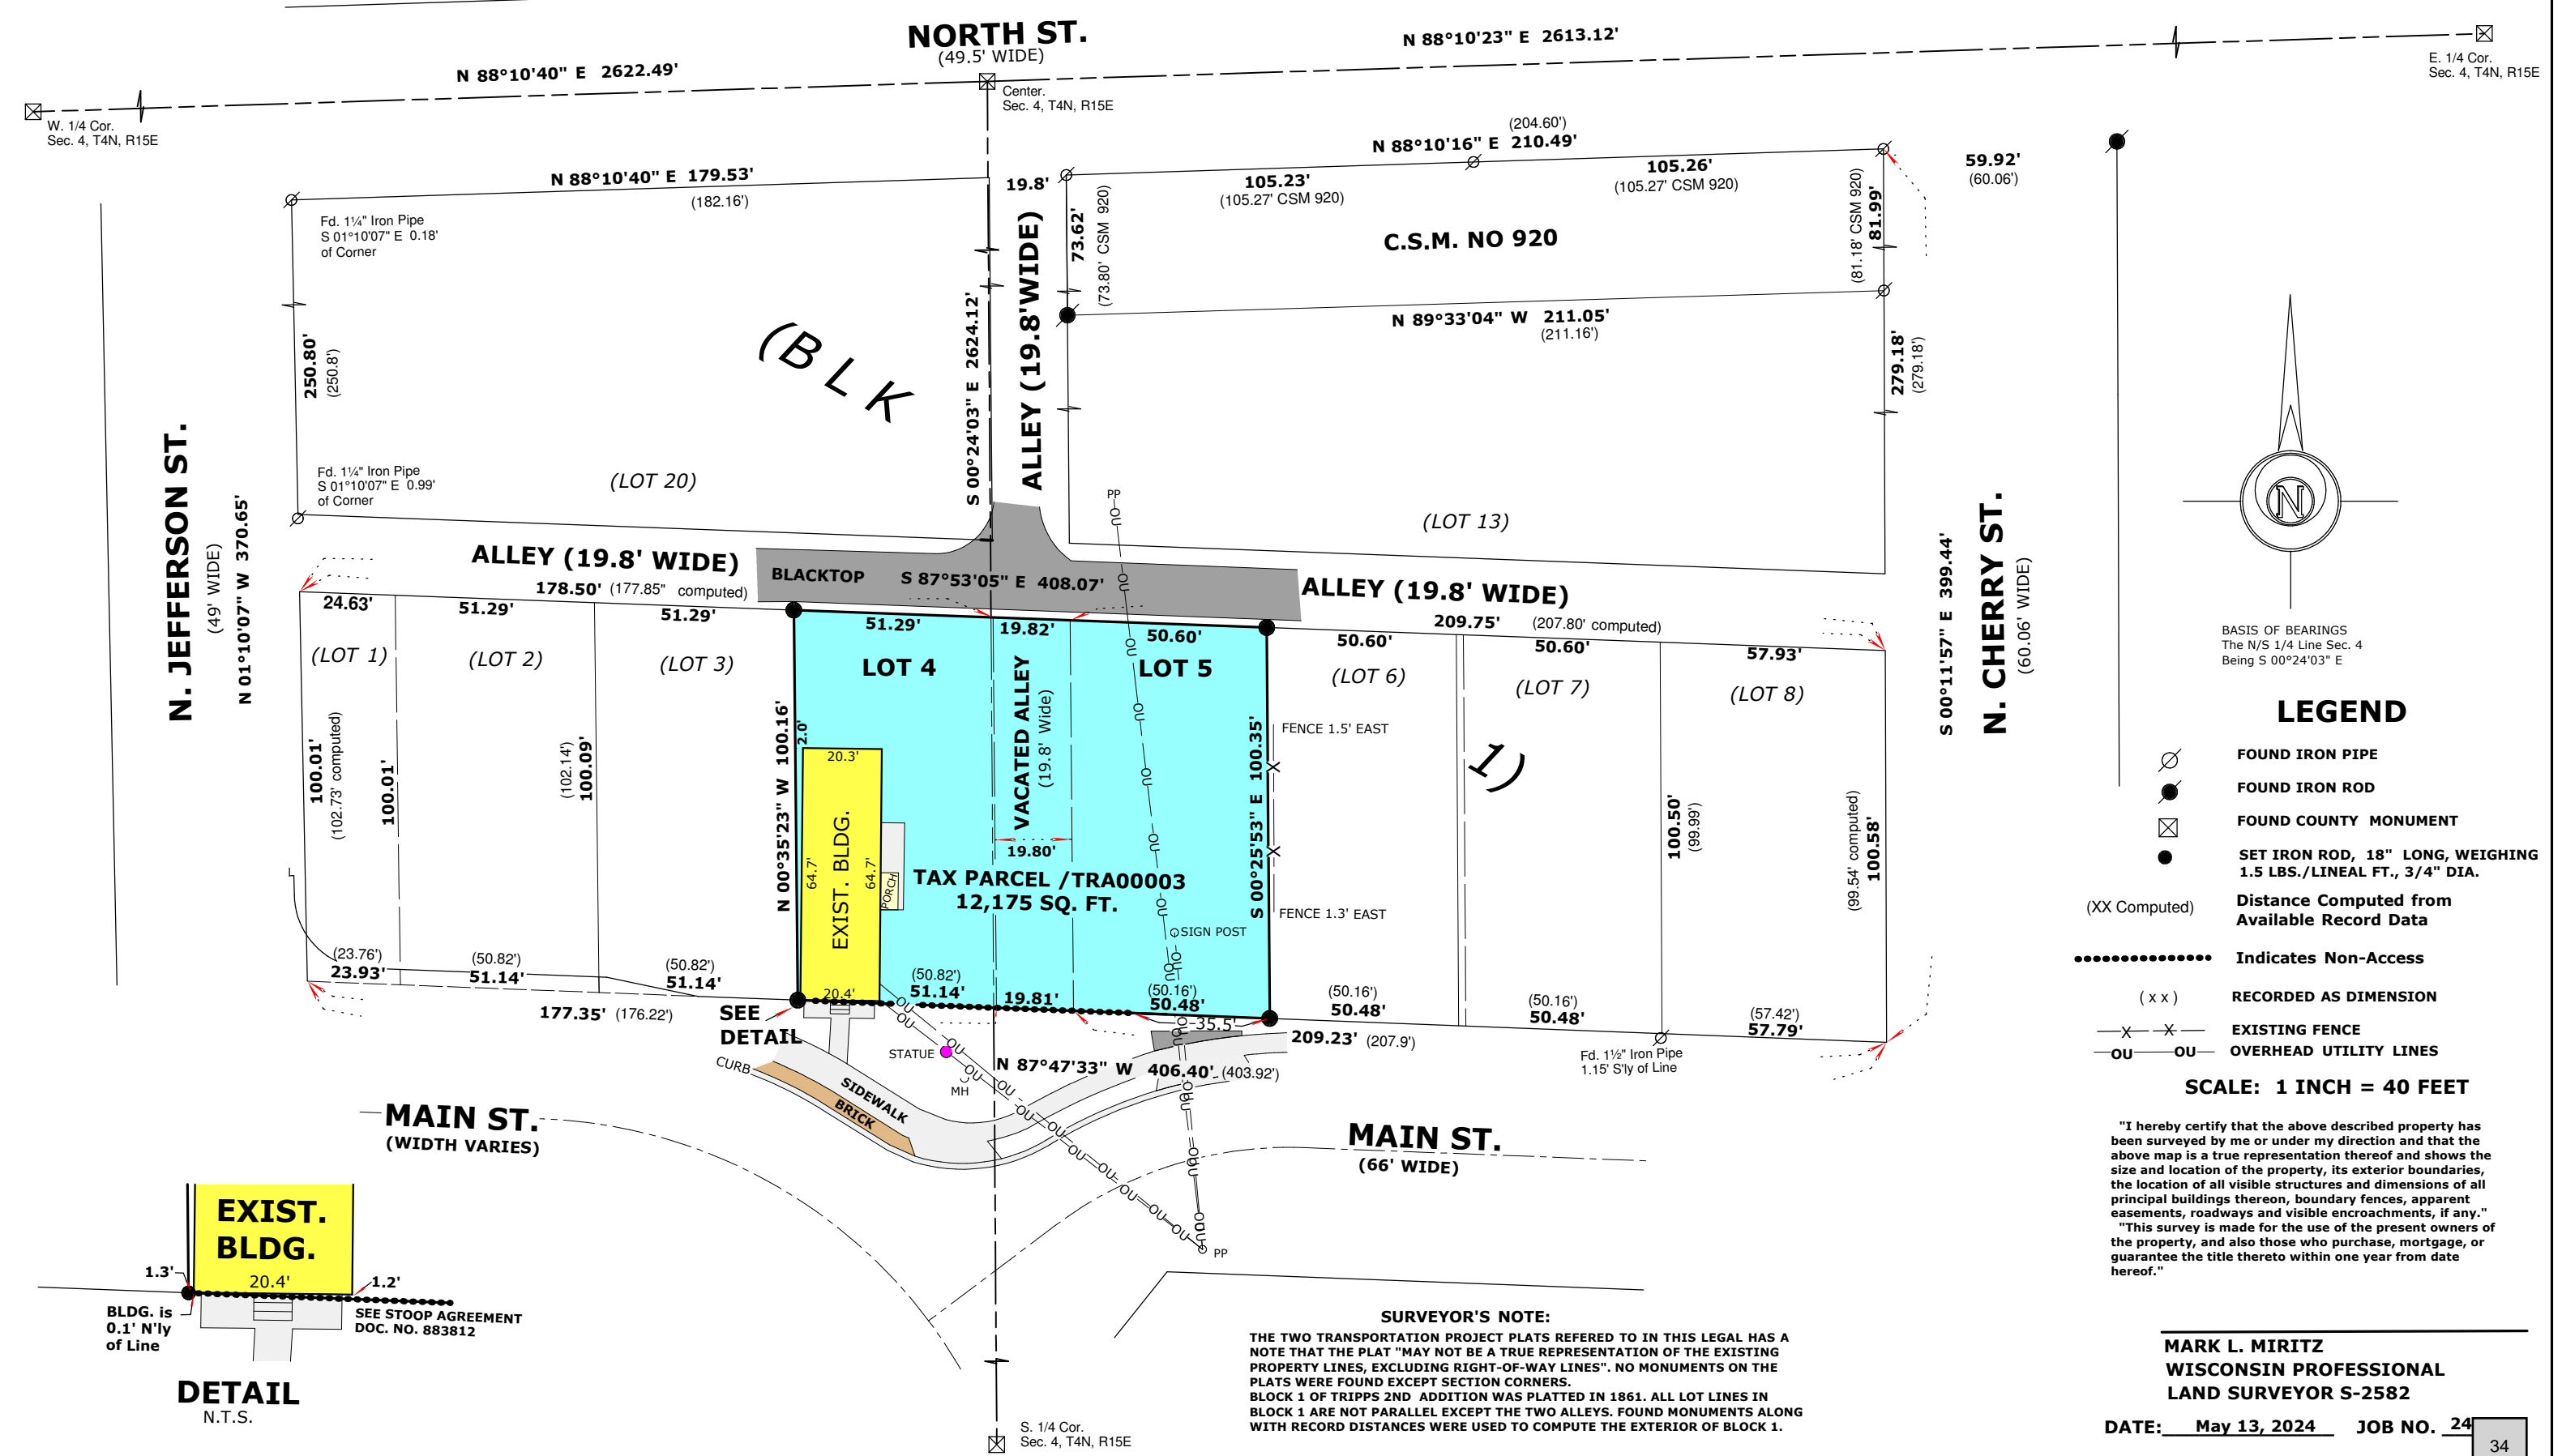 NORTH ST.
(49.5' WIDE)
N 88°10'40" E  2622.49'
N 88°10'23" E  2613.12'
W. 1/4 Cor.
Sec. 4, T4N, R15E
Center.
Sec. 4, T4N, R15E
E. 1/4 Cor.
Sec. 4, T4N, R15E
N 88°10'40" E  179.53'
(182.16')
19.8'
(204.60')
N 88°10'16" E  210.49'
105.23'
(105.27' CSM 920)
105.26'
(105.27' CSM 920)
59.92'
(60.06')
Fd. 1¼" Iron Pipe
S 01°10'07" E  0.18'
of Corner
73.62'
(73.80' CSM 920)
C.S.M. NO 920
(81.18' CSM 920)
81.99'
N 89°33'04" W  211.05'
(211.16')
250.80'
(250.8')
(B L K
S 00°24'03" E  2624.12'
ALLEY (19.8'WIDE)
279.18'
(279.18')
Fd. 1¼" Iron Pipe
S 01°10'07" E  0.99'
of Corner
(LOT 20)
(LOT 13)
PP
N. JEFFERSON ST.
(49' WIDE)
N 01°10'07" W  370.65'
N. CHERRY ST.
(60.06' WIDE)
S 00°11'57" E  399.44'
N
BASIS OF BEARINGS
The N/S 1/4 Line Sec. 4
Being S 00°24'03" E
ALLEY (19.8' WIDE)
BLACKTOP
S 87°53'05" E  408.07'
ALLEY (19.8' WIDE)
178.50' (177.85" computed)
209.75' (207.80' computed)
24.63'
51.29'
51.29'
51.29'
19.82'
50.60'
50.60'
50.60'
57.93'
(LOT 1)
(LOT 2)
(LOT 3)
LOT 4
VACATED ALLEY
(19.8' Wide)
LOT 5
(LOT 6)
(LOT 7)
(LOT 8)
100.01'
(102.73' computed)
100.01'
(102.14')
100.09'
N 00°35'23" W  100.16'
2.0'
20.3'
64.7'
EXIST. BLDG.
64.7'
PORCH
20.4'
19.80'
TAX PARCEL /TRA00003
12,175 SQ. FT.
S 00°25'53" E  100.35'
FENCE 1.5' EAST
FENCE 1.3' EAST
1)
100.50'
(99.99')
(99.54' computed)
100.58'
SIGN POST
OU OU OU OU OU OU OU OU OU OU
(23.76')
23.93'
(50.82')
51.14'
(50.82')
51.14'
(50.82')
51.14'
19.81'
(50.16')
50.48'
(50.16')
50.48'
(50.16')
50.48'
(57.42')
57.79'
177.35' (176.22')
35.5'
209.23' (207.9')
SEE
DETAIL
STATUE
MH
N 87°47'33" W  406.40' (403.92')
Fd. 1½" Iron Pipe
1.15' S'ly of Line
CURB
SIDEWALK
BRICK
OU OU OU OU OU OU OU OU OU OU OU
PP
MAIN ST.
(WIDTH VARIES)
MAIN ST.
(66' WIDE)
LEGEND
FOUND IRON PIPE
FOUND IRON ROD
FOUND COUNTY  MONUMENT
SET IRON ROD,  18"  LONG, WEIGHING
1.5 LBS./LINEAL FT., 3/4" DIA.
(XX Computed)
Distance Computed from
Available Record Data
Indicates Non-Access
( x x )
RECORDED AS DIMENSION
X X
EXISTING FENCE
OU OU
OVERHEAD UTILITY LINES
SCALE:  1 INCH = 40 FEET
"I hereby certify that the above described property has
been surveyed by me or under my direction and that the
above map is a true representation thereof and shows the
size and location of the property, its exterior boundaries,
the location of all visible structures and dimensions of all
principal buildings thereon, boundary fences, apparent
easements, roadways and visible encroachments, if any."
"This survey is made for the use of the present owners of
the property, and also those who purchase, mortgage, or
guarantee the title thereto within one year from date
hereof."
EXIST.
BLDG.
20.4'
1.3'
1.2'
BLDG. is
0.1' N'ly
of Line
SEE STOOP AGREEMENT
DOC. NO. 883812
DETAIL
N.T.S.
S. 1/4 Cor.
Sec. 4, T4N, R15E
SURVEYOR'S NOTE:
THE TWO TRANSPORTATION PROJECT PLATS REFERED TO IN THIS LEGAL HAS A
NOTE THAT THE PLAT "MAY NOT BE A TRUE REPRESENTATION OF THE EXISTING
PROPERTY LINES, EXCLUDING RIGHT-OF-WAY LINES". NO MONUMENTS ON THE
PLATS WERE FOUND EXCEPT SECTION CORNERS.
BLOCK 1 OF TRIPPS 2ND  ADDITION WAS PLATTED IN 1861. ALL LOT LINES IN
BLOCK 1 ARE NOT PARALLEL EXCEPT THE TWO ALLEYS. FOUND MONUMENTS ALONG
WITH RECORD DISTANCES WERE USED TO COMPUTE THE EXTERIOR OF BLOCK 1.
MARK L. MIRITZ
WISCONSIN PROFESSIONAL
LAND SURVEYOR S-2582
DATE: May 13, 2024 JOB NO. 24
34